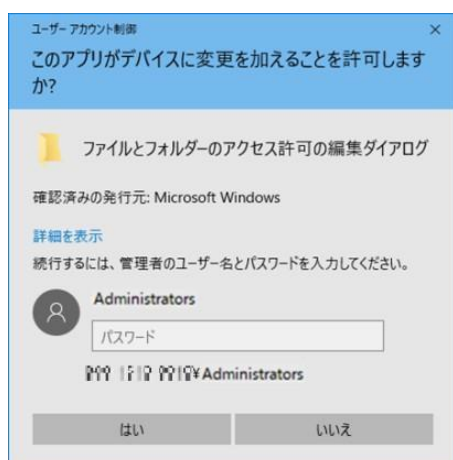 ユーザー アカウント制御
このアプリがデバイスに変更を加えることを許可します
か?
ファイルとフォルダーのアクセス許可の編集ダイアログ
確認済みの発行元: Microsoft Windows
詳細を表示
続行するには、管理者のユーザー名とパスワードを入力してください。
Administrators
パスワード
¥Administrators
はい
いいえ